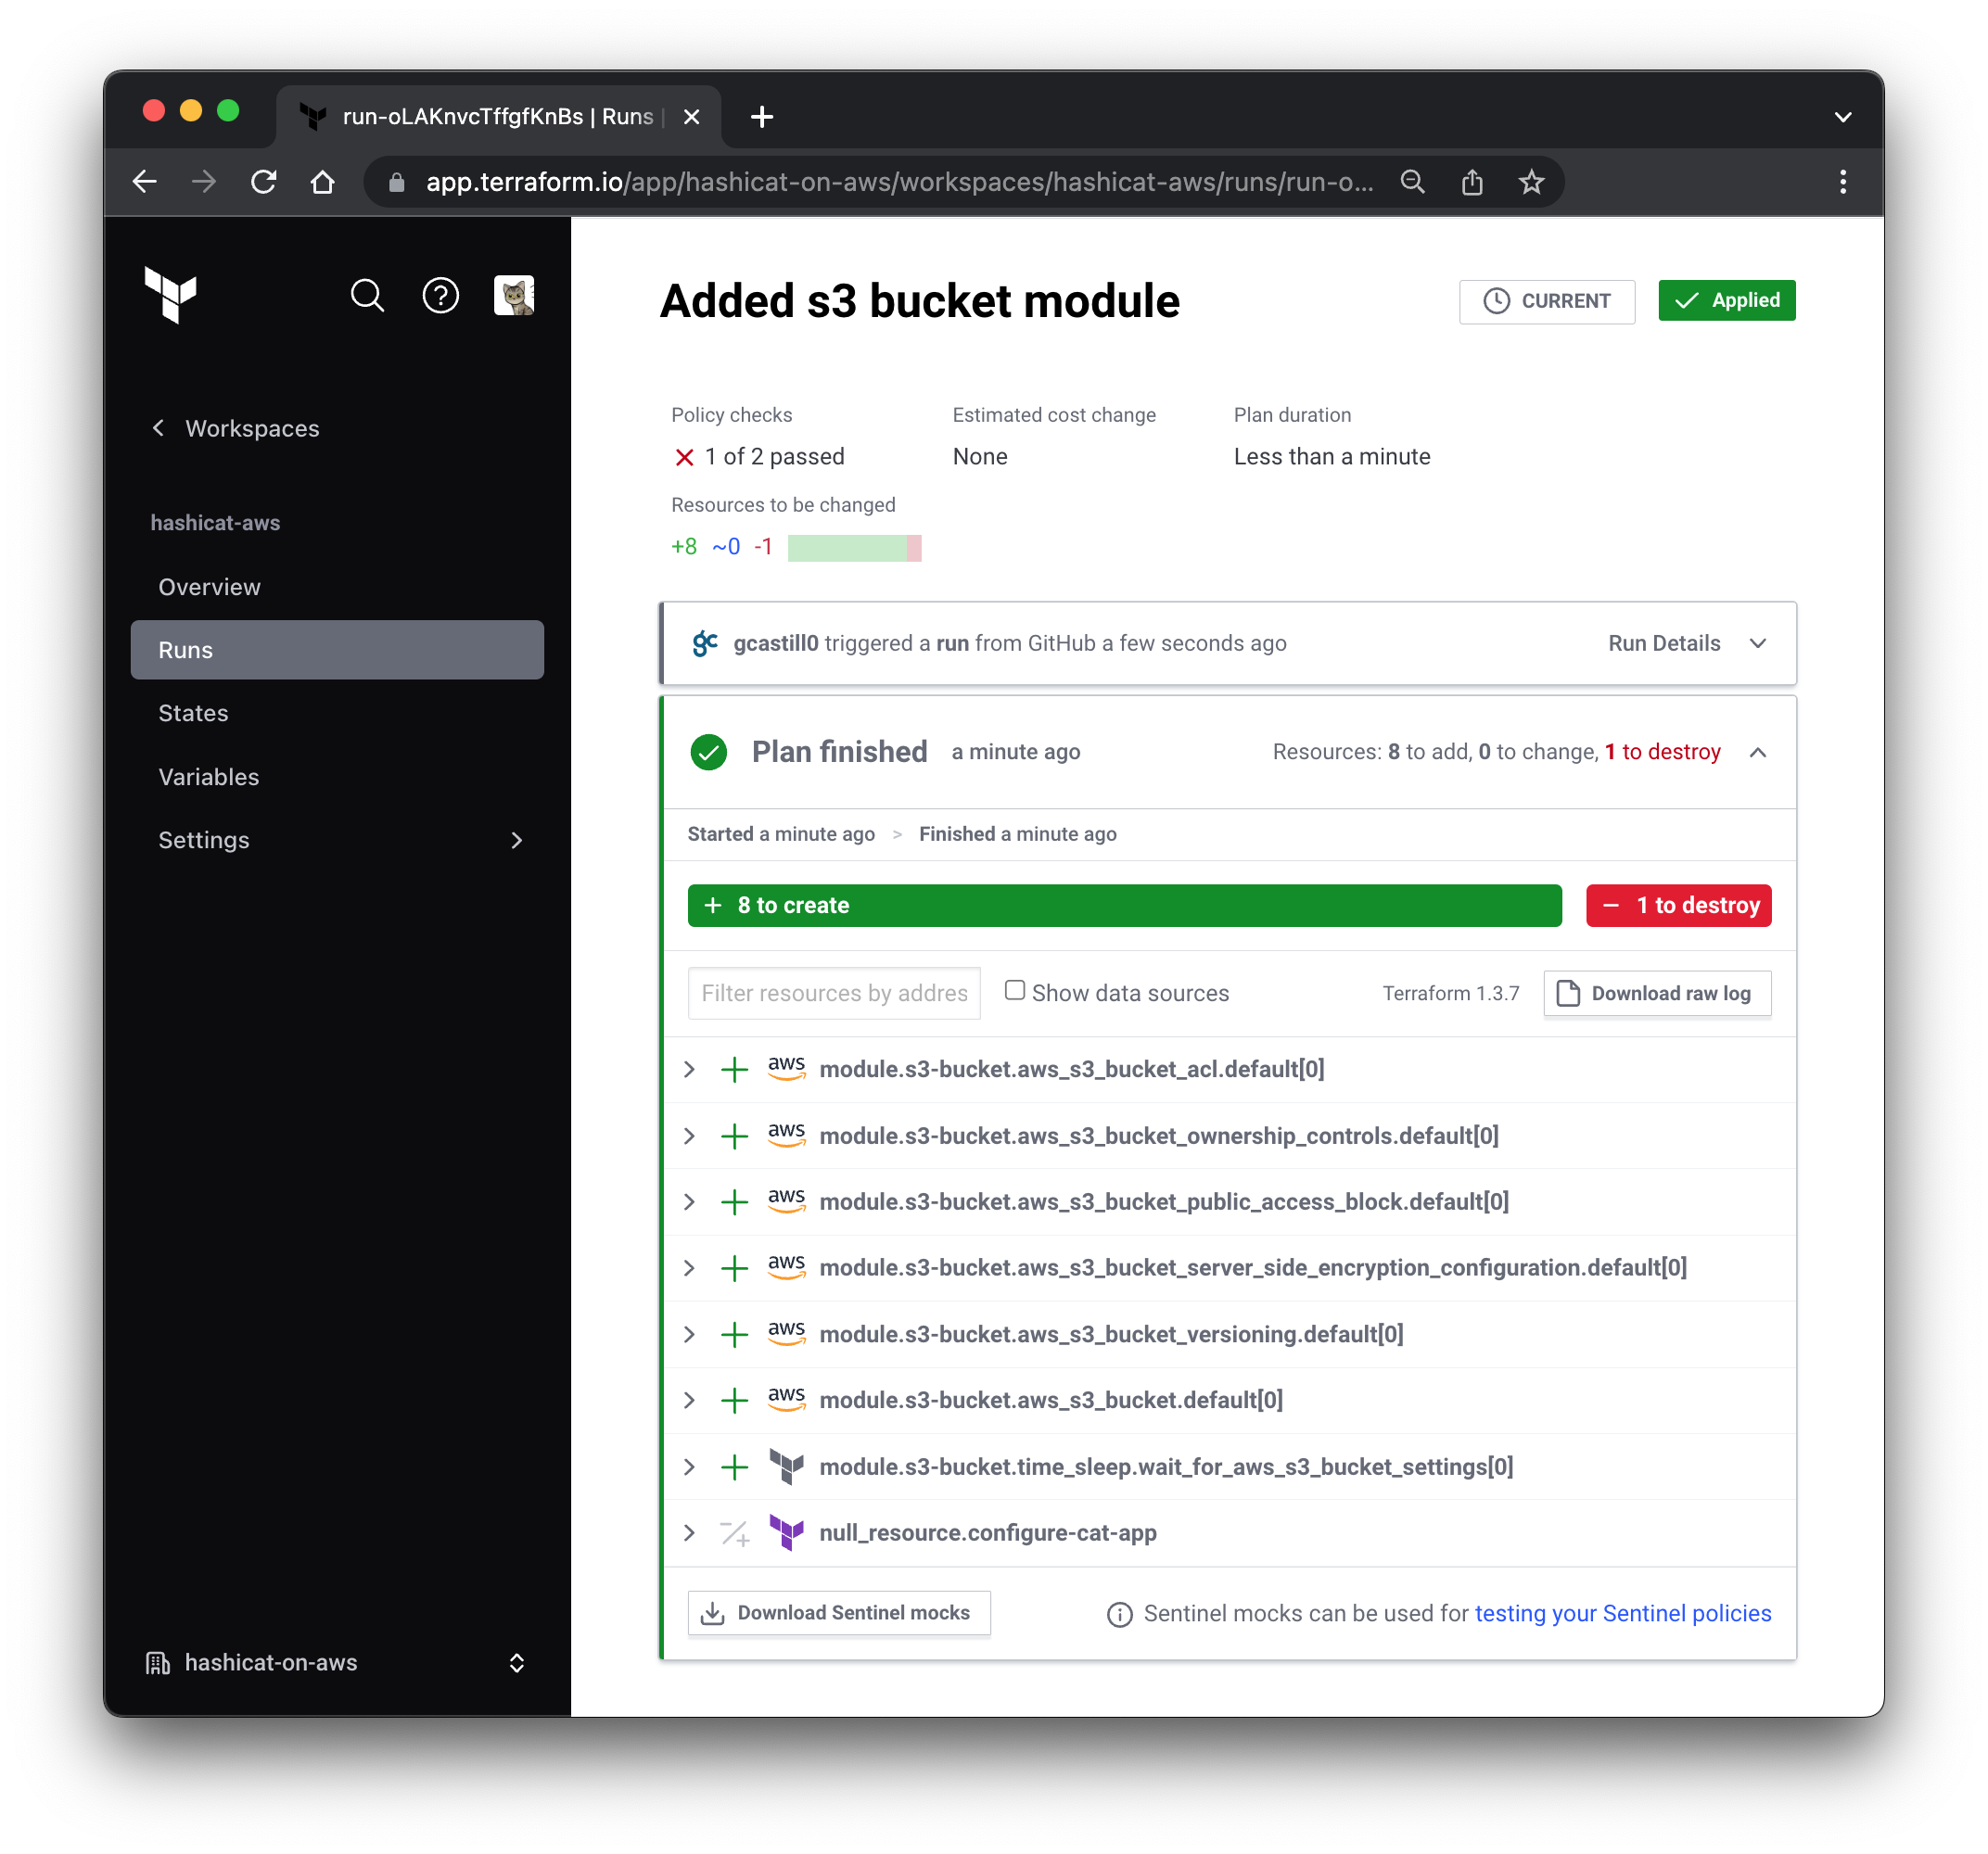 run-oLAKnvcTffgfKnBs | Runs |
app.terraform.io/app/hashicat-on-aws/workspaces/hashicat-aws/runs/run-o...
Workspaces
hashicat-aws
Overview
Runs
States
Variables
Settings
hashicat-on-aws
Added s3 bucket module
CURRENT
Applied
Policy checks
1 of 2 passed
Estimated cost change
None
Plan duration
Less than a minute
Resources to be changed
+8 ~0 -1
gc gcastill0 triggered a run from GitHub a few seconds ago
Run Details
Plan finished a minute ago
Resources: 8 to add, 0 to change, 1 to destroy
Started a minute ago > Finished a minute ago
+ 8 to create
− 1 to destroy
Filter resources by addres
Show data sources
Terraform 1.3.7
Download raw log
aws module.s3-bucket.aws_s3_bucket_acl.default[0]
aws module.s3-bucket.aws_s3_bucket_ownership_controls.default[0]
aws module.s3-bucket.aws_s3_bucket_public_access_block.default[0]
aws module.s3-bucket.aws_s3_bucket_server_side_encryption_configuration.default[0]
aws module.s3-bucket.aws_s3_bucket_versioning.default[0]
aws module.s3-bucket.aws_s3_bucket.default[0]
module.s3-bucket.time_sleep.wait_for_aws_s3_bucket_settings[0]
null_resource.configure-cat-app
Download Sentinel mocks
Sentinel mocks can be used for testing your Sentinel policies